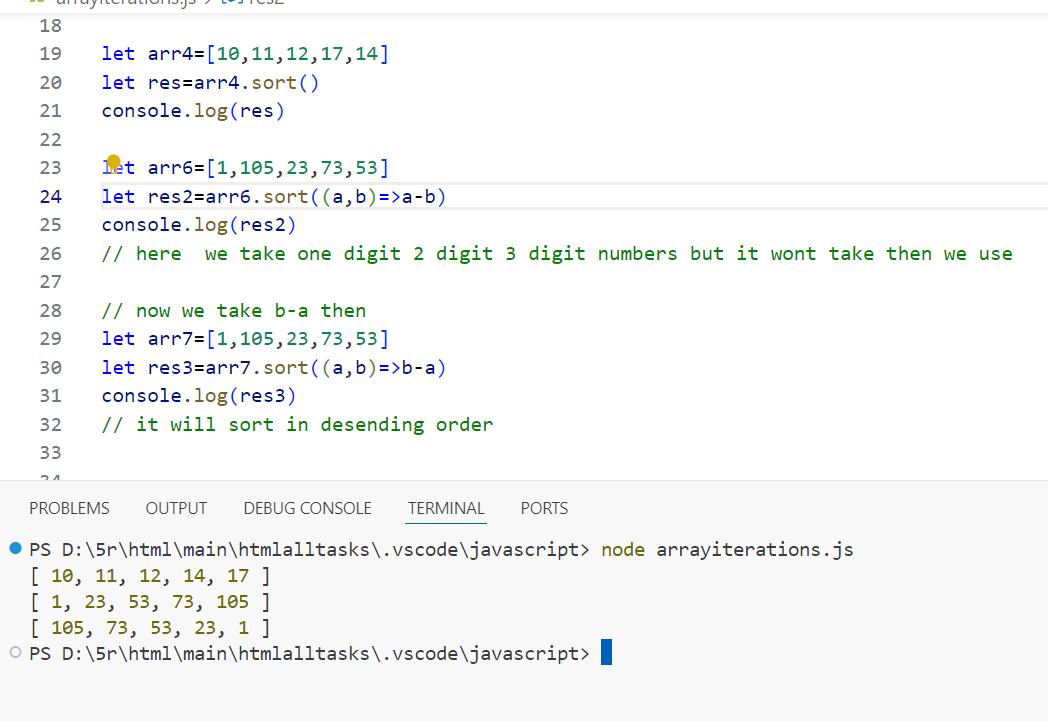 arrayiterations.js > res2
18
19 let arr4=[10,11,12,17,14]
20 let res=arr4.sort()
21 console.log(res)
22
23 let arr6=[1,105,23,73,53]
24 let res2=arr6.sort((a,b)=>a-b)
25 console.log(res2)
26 // here  we take one digit 2 digit 3 digit numbers but it wont take then we use
27
28 // now we take b-a then
29 let arr7=[1,105,23,73,53]
30 let res3=arr7.sort((a,b)=>b-a)
31 console.log(res3)
32 // it will sort in desending order
33
34
PROBLEMS OUTPUT DEBUG CONSOLE TERMINAL PORTS
PS D:\5r\html\main\htmlalltasks\.vscode\javascript> node arrayiterations.js
[ 10, 11, 12, 14, 17 ]
[ 1, 23, 53, 73, 105 ]
[ 105, 73, 53, 23, 1 ]
PS D:\5r\html\main\htmlalltasks\.vscode\javascript>